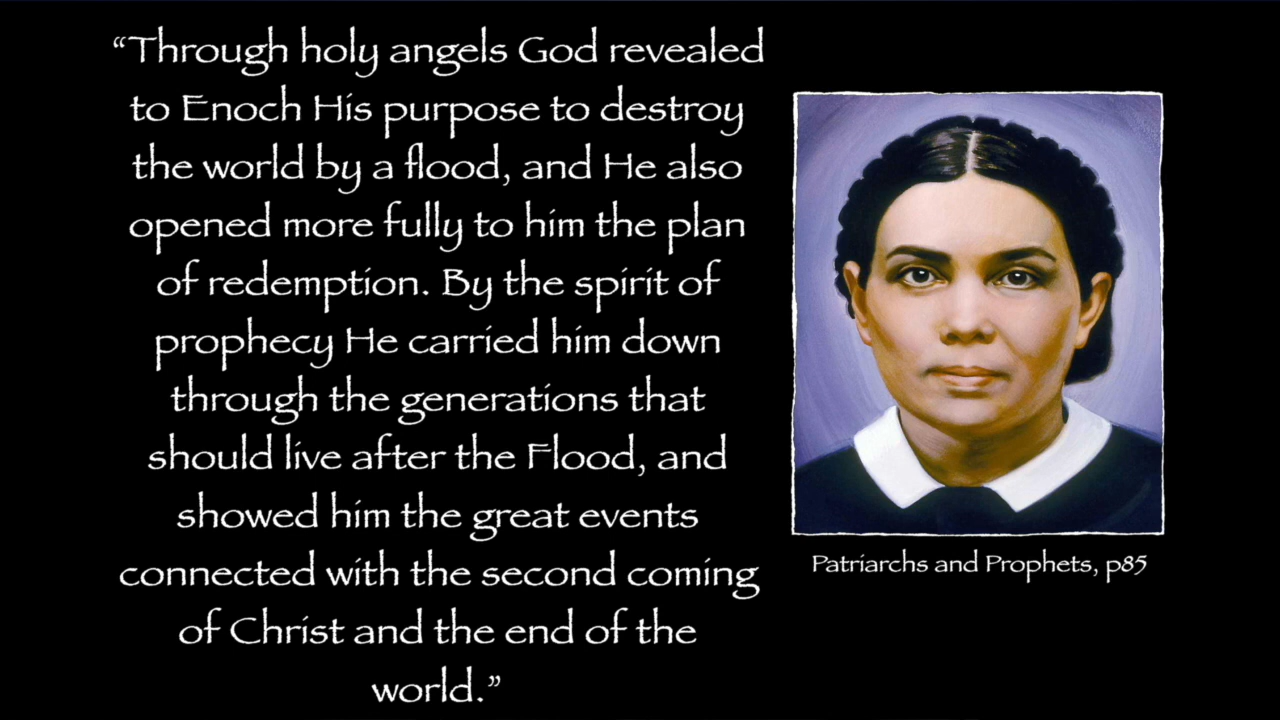 “Through holy angels God revealed
to Enoch His purpose to destroy
the world by a flood, and He also
opened more fully to him the plan
of redemption. By the spirit of
prophecy He carried him down
through the generations that
should live after the Flood, and
showed him the great events
connected with the second coming
of Christ and the end of the
world.”
Patriarchs and Prophets, p85